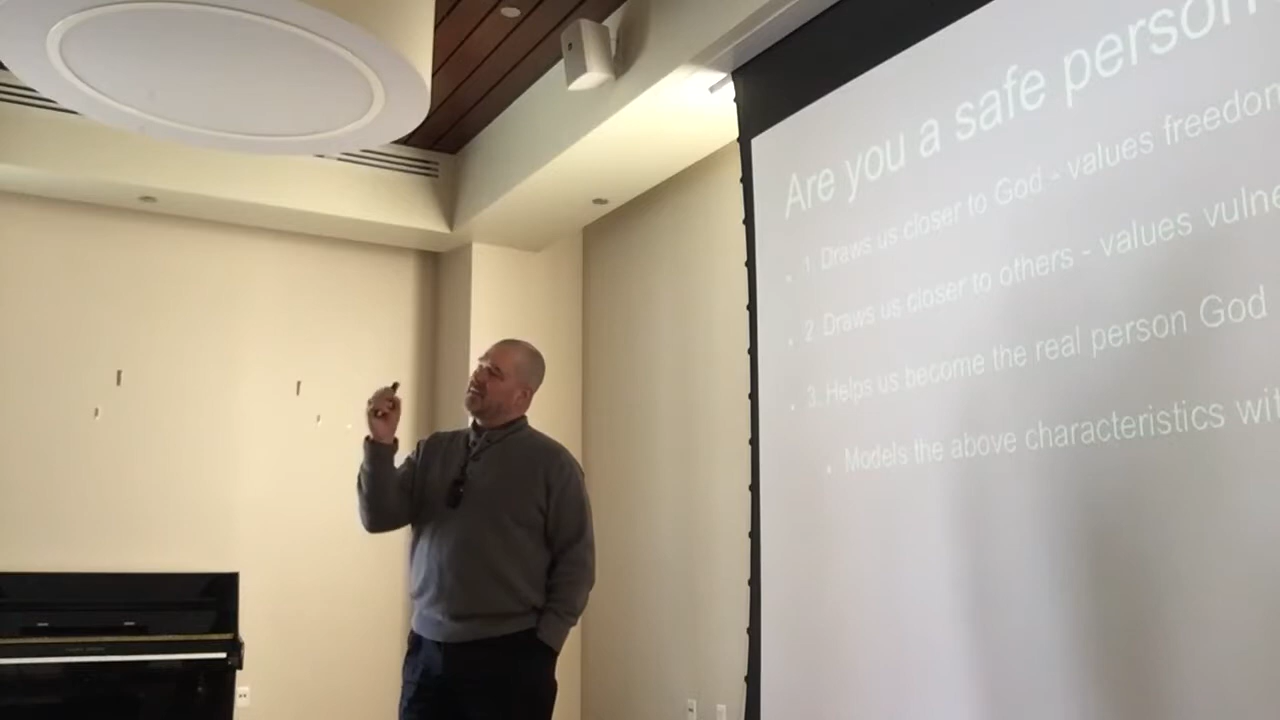 Are you a safe person
1. Draws us closer to God - values freedom
2. Draws us closer to others - values vulne
3. Helps us become the real person God
Models the above characteristics wit